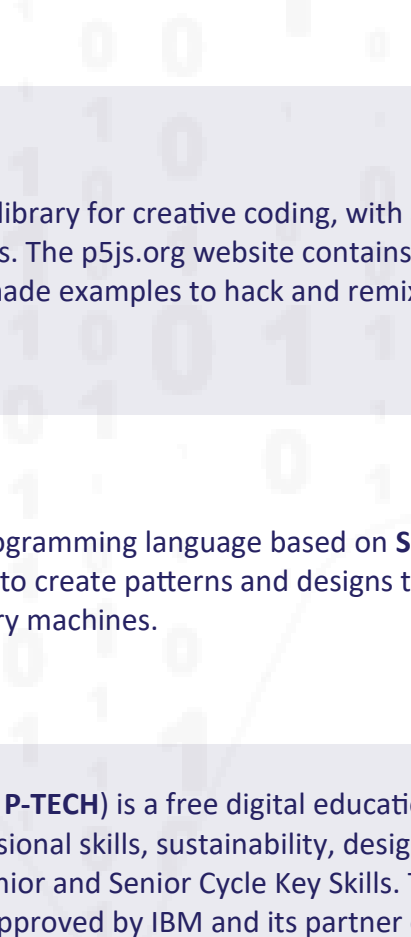 library for creative coding, with
s. The p5js.org website contains
made examples to hack and remix
ogramming language based on S
to create patterns and designs t
ry machines.
P-TECH) is a free digital educati
sional skills, sustainability, desig
nior and Senior Cycle Key Skills. T
approved by IBM and its partner